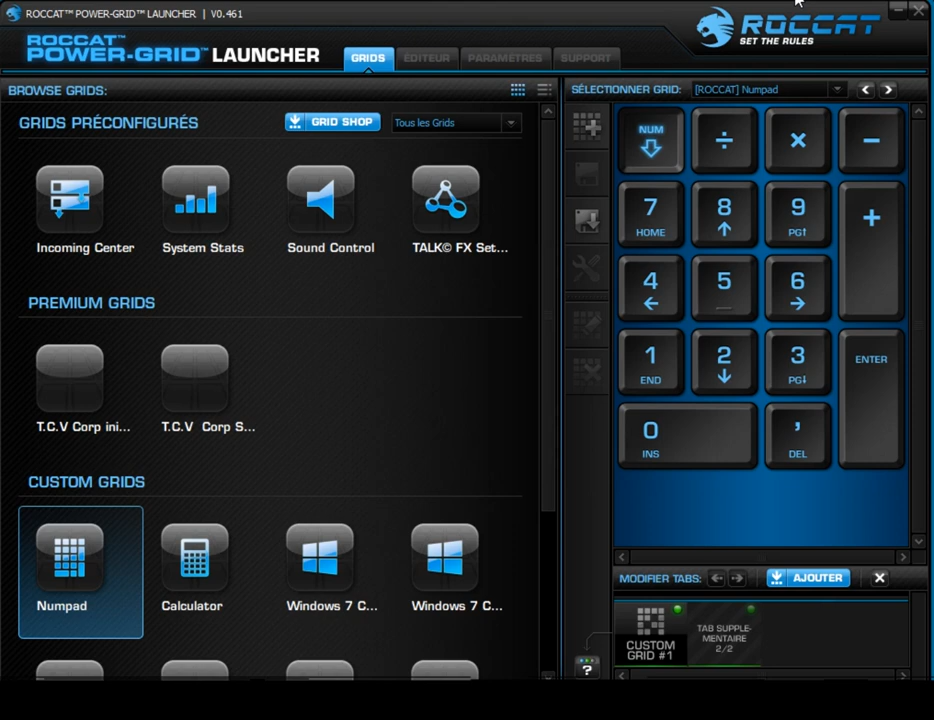 ROCCAT™ POWER-GRID™ LAUNCHER | V0.461
ROCCAT™
POWER-GRID™ LAUNCHER
GRIDS
ÉDITEUR
PARAMÈTRES
SUPPORT
ROCCAT
SET THE RULES
BROWSE GRIDS:
GRIDS PRÉCONFIGURÉS
GRID SHOP
Tous les Grids
Incoming Center
System Stats
Sound Control
TALK© FX Set...
PREMIUM GRIDS
T.C.V Corp ini...
T.C.V Corp S...
CUSTOM GRIDS
Numpad
Calculator
Windows 7 C...
Windows 7 C...
SÉLECTIONNER GRID:
[ROCCAT] Numpad
NUM
÷
×
−
7
HOME
8
↑
9
PG↑
+
4
←
5
_
6
→
1
END
2
↓
3
PG↓
ENTER
0
INS
,
DEL
MODIFIER TABS:
AJOUTER
CUSTOM
GRID #1
TAB SUPPLE-
MENTAIRE
2/2
?